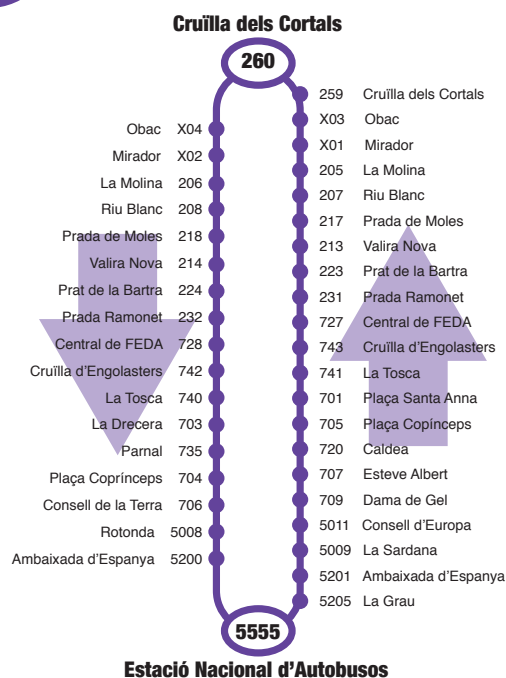 Cruïlla dels Cortals
260
Obac X04
Mirador X02
La Molina 206
Riu Blanc 208
Prada de Moles 218
Valira Nova 214
Prat de la Bartra 224
Prada Ramonet 232
Central de FEDA 728
Cruïlla d'Engolasters 742
La Tosca 740
La Drecera 703
Parnal 735
Plaça Coprínceps 704
Consell de la Terra 706
Rotonda 5008
Ambaixada d'Espanya 5200
259 Cruïlla dels Cortals
X03 Obac
X01 Mirador
205 La Molina
207 Riu Blanc
217 Prada de Moles
213 Valira Nova
223 Prat de la Bartra
231 Prada Ramonet
727 Central de FEDA
743 Cruïlla d'Engolasters
741 La Tosca
701 Plaça Santa Anna
705 Plaça Copínceps
720 Caldea
707 Esteve Albert
709 Dama de Gel
5011 Consell d'Europa
5009 La Sardana
5201 Ambaixada d'Espanya
5205 La Grau
5555
Estació Nacional d'Autobusos